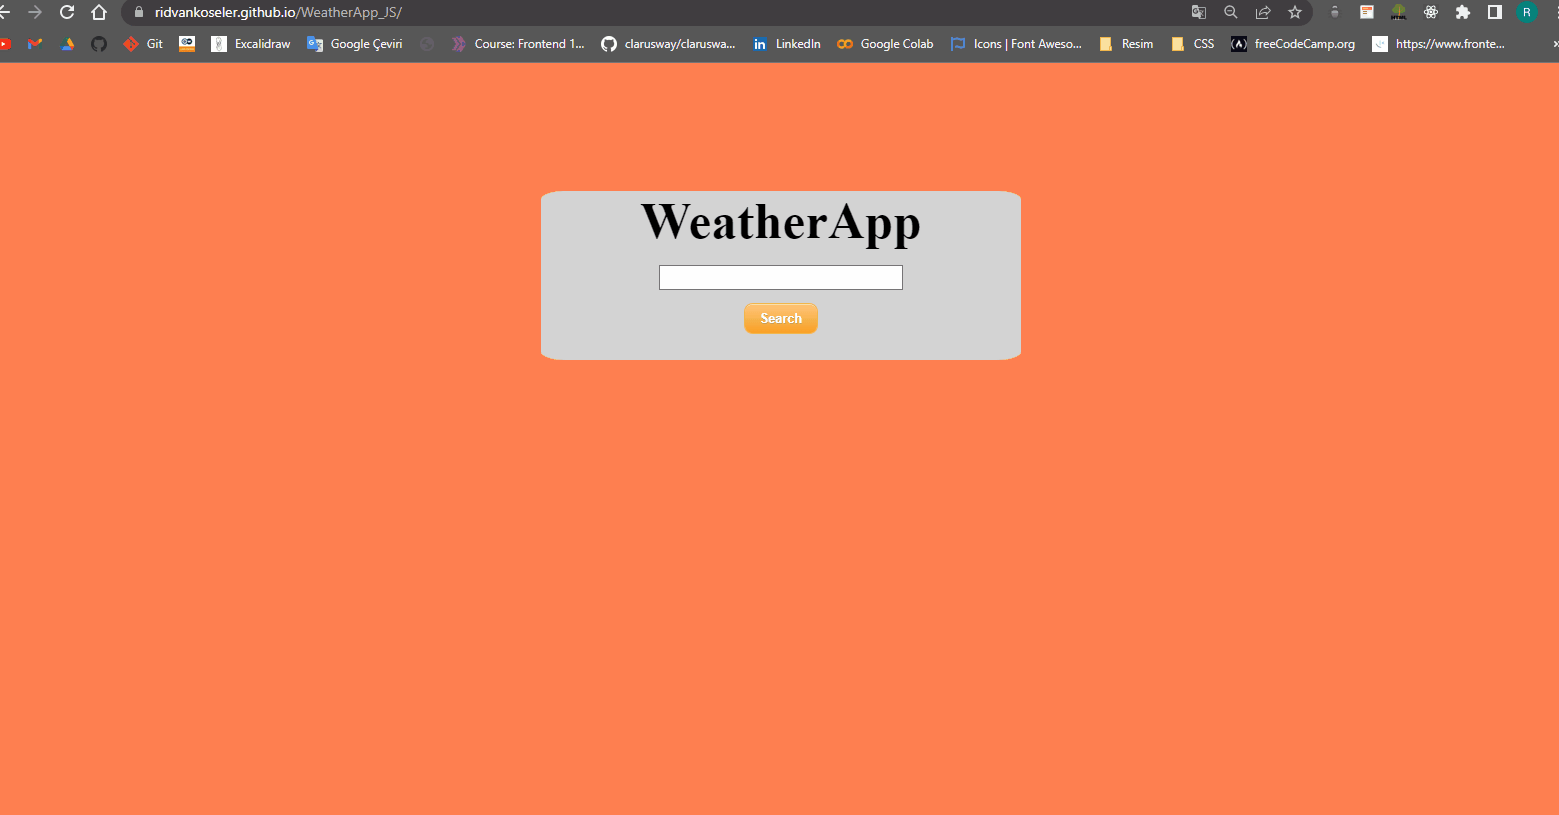 ridvankoseler.github.io/WeatherApp_JS/
R
Git Excalidraw Google Çeviri Course: Frontend 1... clarusway/claruswa... LinkedIn Google Colab Icons | Font Aweso... Resim CSS freeCodeCamp.org https://www.fronte...
WeatherApp
Search